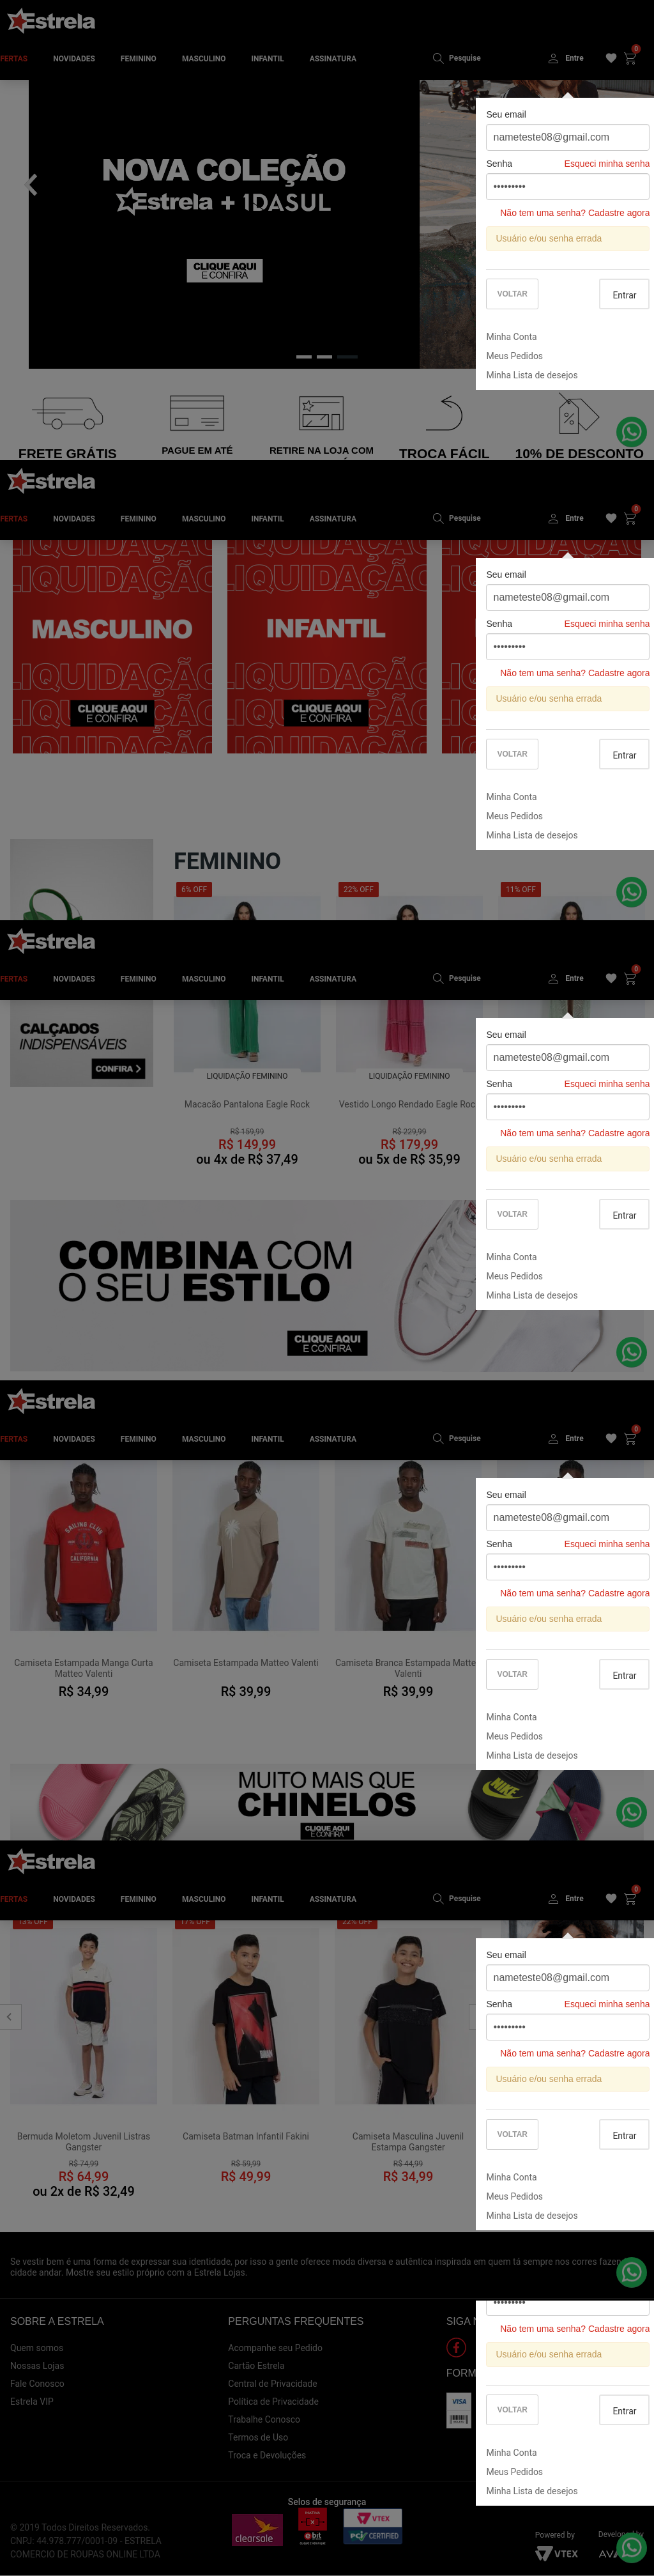 Estrela
FERTAS NOVIDADES FEMININO MASCULINO INFANTIL ASSINATURA Pesquise Entre 0
NOVA COLEÇÃO
Estrela + IDASUL
CLIQUE AQUI
E CONFIRA
Seu email
nameteste08@gmail.com
Senha Esqueci minha senha
•••••••••
Não tem uma senha? Cadastre agora
Usuário e/ou senha errada
VOLTAR Entrar
Minha Conta
Meus Pedidos
Minha Lista de desejos
FRETE GRÁTIS PAGUE EM ATÉ RETIRE NA LOJA COM TROCA FÁCIL 10% DE DESCONTO
Estrela
FERTAS NOVIDADES FEMININO MASCULINO INFANTIL ASSINATURA Pesquise Entre 0
LIQUIDAÇÃO LIQUIDAÇÃO
MASCULINO INFANTIL
CLIQUE AQUI CLIQUE AQUI CLIQUE AQUI
E CONFIRA E CONFIRA E CONFIRA
Seu email
nameteste08@gmail.com
Senha Esqueci minha senha
•••••••••
Não tem uma senha? Cadastre agora
Usuário e/ou senha errada
VOLTAR Entrar
Minha Conta
Meus Pedidos
Minha Lista de desejos
FEMININO
6% OFF 22% OFF 11% OFF
Estrela
FERTAS NOVIDADES FEMININO MASCULINO INFANTIL ASSINATURA Pesquise Entre 0
CALÇADOS
INDISPENSÁVEIS
CONFIRA
LIQUIDAÇÃO FEMININO LIQUIDAÇÃO FEMININO
Macacão Pantalona Eagle Rock Vestido Longo Rendado Eagle Roc
R$ 159,99 R$ 229,99
R$ 149,99 R$ 179,99
ou 4x de R$ 37,49 ou 5x de R$ 35,99
Seu email
nameteste08@gmail.com
Senha Esqueci minha senha
•••••••••
Não tem uma senha? Cadastre agora
Usuário e/ou senha errada
VOLTAR Entrar
Minha Conta
Meus Pedidos
Minha Lista de desejos
COMBINA COM
O SEU ESTILO
CLIQUE AQUI
E CONFIRA
Estrela
FERTAS NOVIDADES FEMININO MASCULINO INFANTIL ASSINATURA Pesquise Entre 0
SAILING CLUB
CALIFORNIA
Camiseta Estampada Manga Curta Matteo Valenti
R$ 34,99
Camiseta Estampada Matteo Valenti
R$ 39,99
Camiseta Branca Estampada Matte
Valenti
R$ 39,99
Seu email
nameteste08@gmail.com
Senha Esqueci minha senha
•••••••••
Não tem uma senha? Cadastre agora
Usuário e/ou senha errada
VOLTAR Entrar
Minha Conta
Meus Pedidos
Minha Lista de desejos
MUITO MAIS QUE
CHINELOS
CLIQUE AQUI
E CONFIRA
Estrela
FERTAS NOVIDADES FEMININO MASCULINO INFANTIL ASSINATURA Pesquise Entre 0
13% OFF 17% OFF 22% OFF
Bermuda Moletom Juvenil Listras
Gangster
R$ 74,99
R$ 64,99
ou 2x de R$ 32,49
Camiseta Batman Infantil Fakini
R$ 59,99
R$ 49,99
Camiseta Masculina Juvenil
Estampa Gangster
R$ 44,99
R$ 34,99
Seu email
nameteste08@gmail.com
Senha Esqueci minha senha
•••••••••
Não tem uma senha? Cadastre agora
Usuário e/ou senha errada
VOLTAR Entrar
Minha Conta
Meus Pedidos
Minha Lista de desejos
Se vestir bem é uma forma de expressar sua identidade, por isso a gente oferece moda diversa e autêntica inspirada em quem tá sempre nos corres fazen
cidade andar. Mostre seu estilo próprio com a Estrela Lojas.
SOBRE A ESTRELA
Quem somos
Nossas Lojas
Fale Conosco
Estrela VIP
PERGUNTAS FREQUENTES
Acompanhe seu Pedido
Cartão Estrela
Central de Privacidade
Política de Privacidade
Trabalhe Conosco
Termos de Uso
Troca e Devoluções
SIGA
FORM
VISA
•••••••••
Não tem uma senha? Cadastre agora
Usuário e/ou senha errada
VOLTAR Entrar
Minha Conta
Meus Pedidos
Minha Lista de desejos
Selos de segurança
clearsale ebit VTEX
PCI CERTIFIED
© 2019 Todos Direitos Reservados.
CNPJ: 44.978.777/0001-09 - ESTRELA
COMERCIO DE ROUPAS ONLINE LTDA
Powered by
VTEX
Developed by